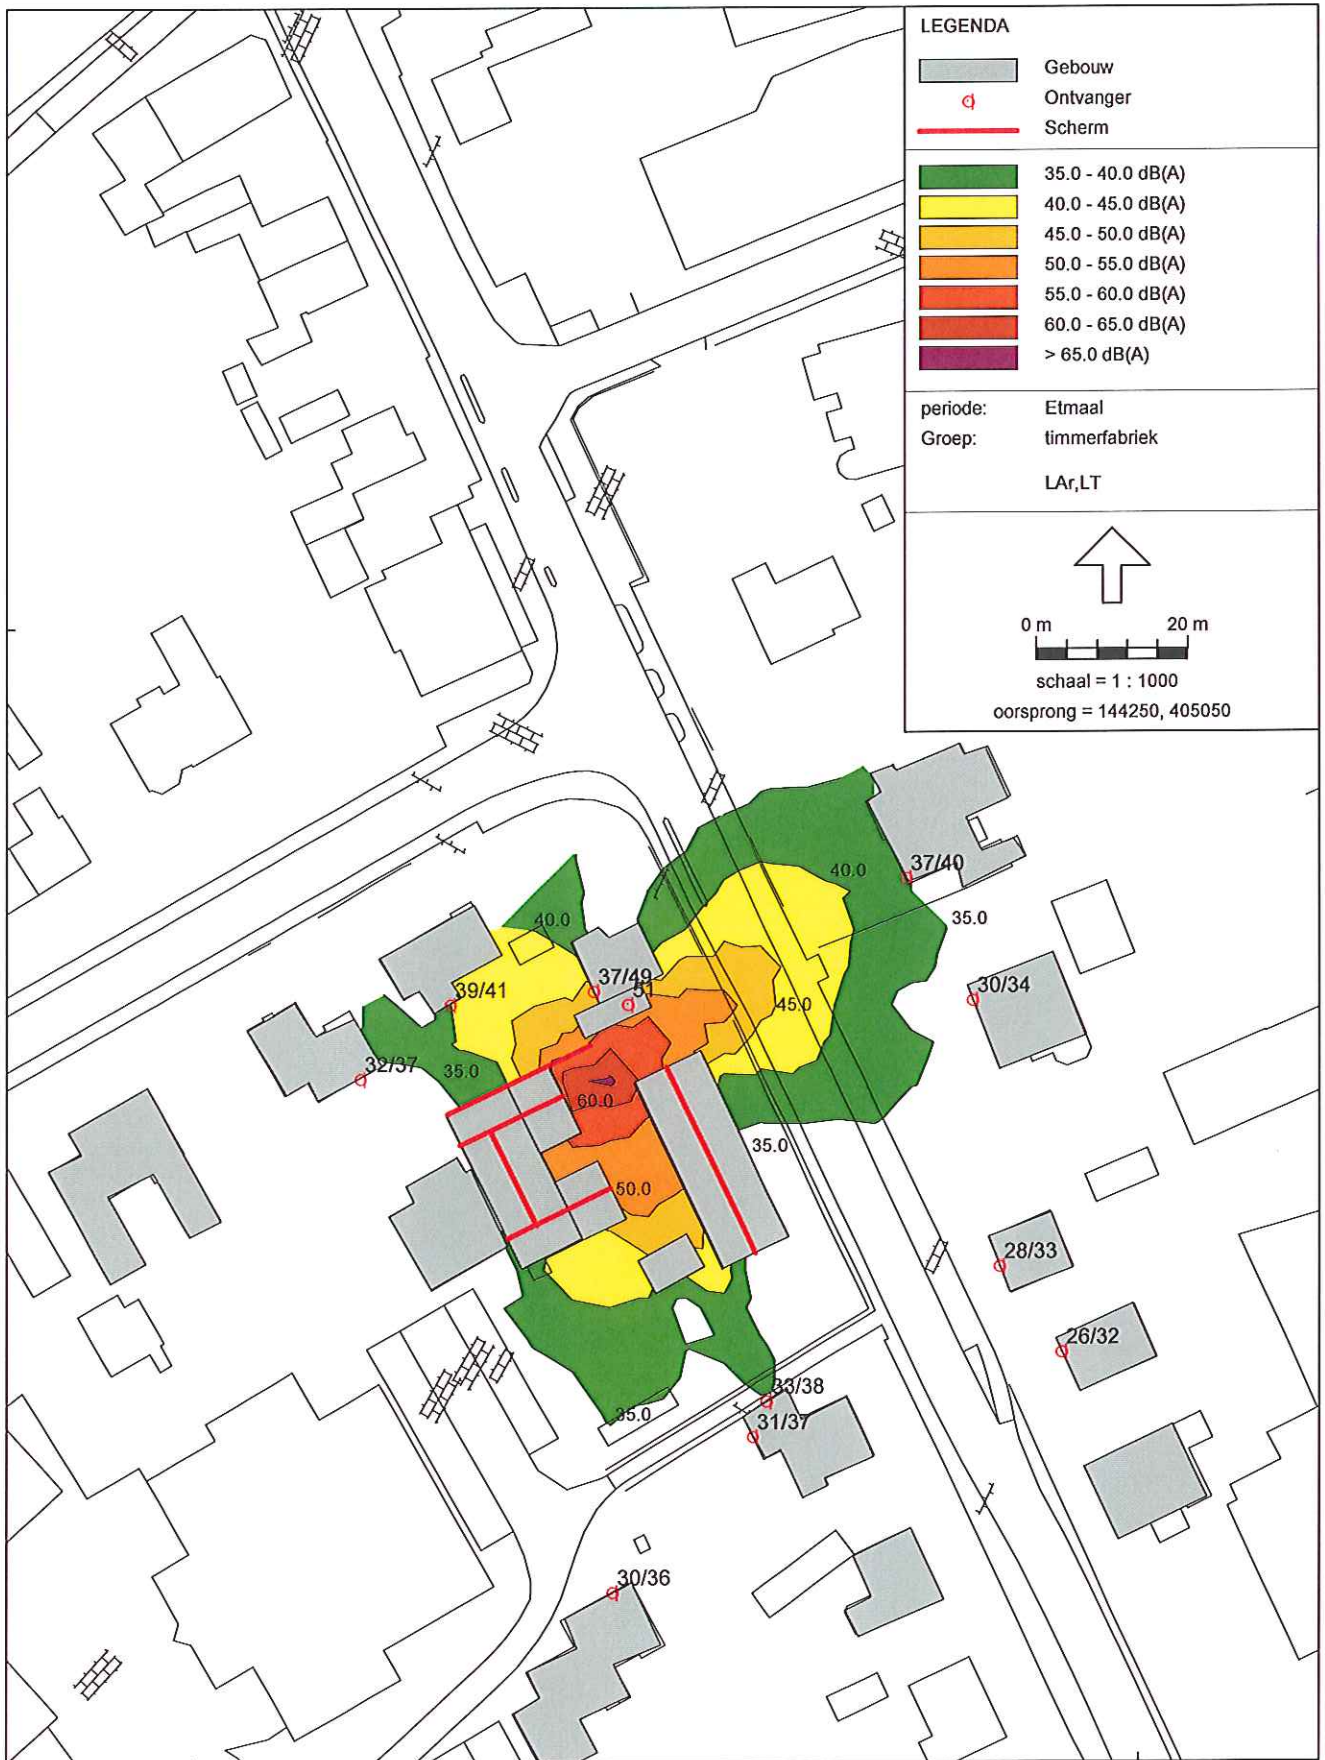 LEGENDA
Gebouw
Ontvanger
Scherm
35.0 - 40.0 dB(A)
40.0 - 45.0 dB(A)
45.0 - 50.0 dB(A)
50.0 - 55.0 dB(A)
55.0 - 60.0 dB(A)
60.0 - 65.0 dB(A)
> 65.0 dB(A)
periode: Etmaal
Groep: timmerfabriek
LAr,LT
0 m 20 m
schaal = 1 : 1000
oorsprong = 144250, 405050
40.0
37/40
35.0
40.0
37/49
39/41
51
45.0
30/34
32/37
35.0
60.0
35.0
50.0
28/33
26/32
33/38
35.0
31/37
30/36